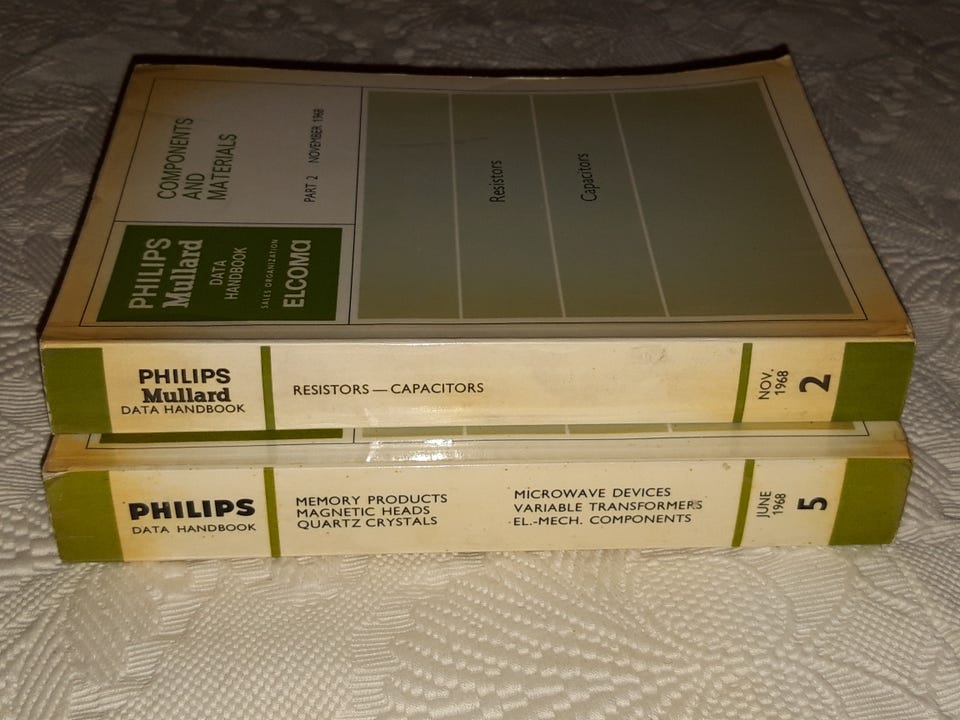 COMPONENTS
AND
MATERIALS
PART 2 NOVEMBER 1968
PHILIPS
Mullard
DATA
HANDBOOK
SALES ORGANIZATION
ELCOMA
Resistors
Capacitors
PHILIPS
Mullard
DATA HANDBOOK
RESISTORS — CAPACITORS
NOV.
1968
2
PHILIPS
DATA HANDBOOK
MEMORY PRODUCTS
MAGNETIC HEADS
QUARTZ CRYSTALS
MICROWAVE DEVICES
VARIABLE TRANSFORMERS
EL.-MECH. COMPONENTS
JUNE
1968
5